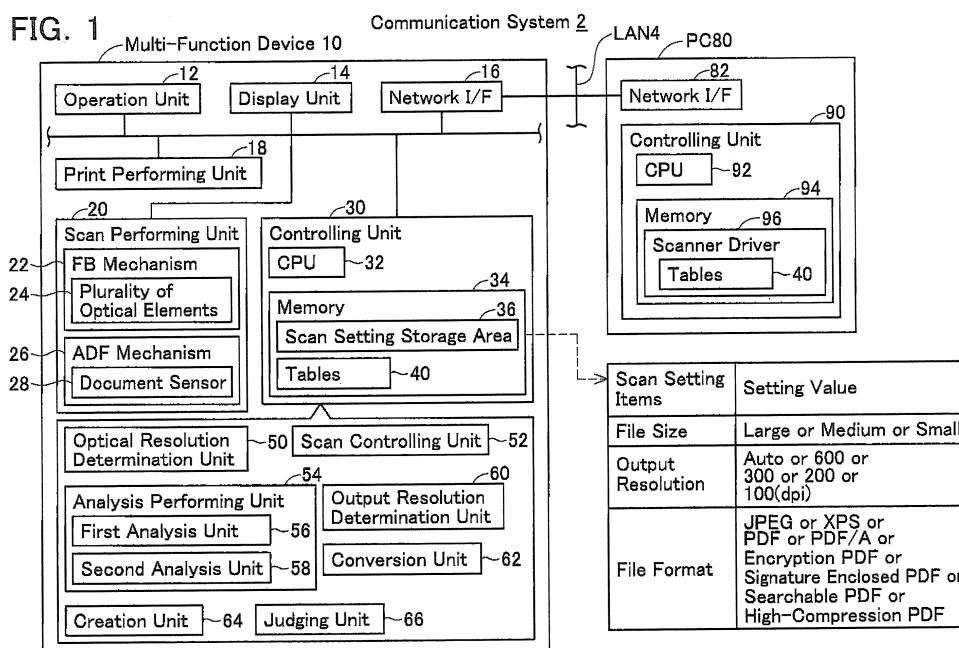 FIG. 1
Communication System 2
Multi-Function Device 10
LAN4
PC80
12
14
16
82
Operation Unit
Display Unit
Network I/F
Network I/F
90
18
Print Performing Unit
Controlling Unit
CPU
92
94
Memory
96
Scanner Driver
Tables
40
20
Scan Performing Unit
22
FB Mechanism
24
Plurality of
Optical Elements
26
ADF Mechanism
28
Document Sensor
30
Controlling Unit
CPU
32
34
Memory
36
Scan Setting Storage Area
Tables
40
Scan Setting
Items
Setting Value
File Size
Large or Medium or Small
Output
Resolution
Auto or 600 or
300 or 200 or
100(dpi)
File Format
JPEG or XPS or
PDF or PDF/A or
Encryption PDF or
Signature Enclosed PDF or
Searchable PDF or
High-Compression PDF
Optical Resolution
Determination Unit
50
Scan Controlling Unit
52
54
Analysis Performing Unit
First Analysis Unit
56
Second Analysis Unit
58
60
Output Resolution
Determination Unit
Conversion Unit
62
Creation Unit
64
Judging Unit
66